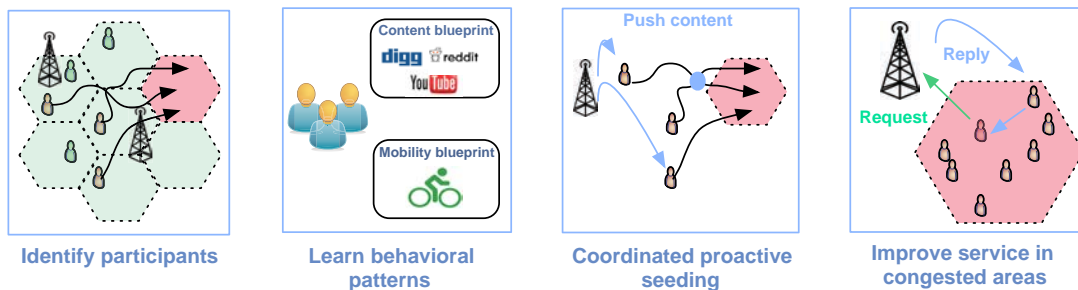 Identify participants
Content blueprint
digg reddit
YouTube
Mobility blueprint
Learn behavioral
patterns
Push content
Coordinated proactive
seeding
Reply
Request
Improve service in
congested areas